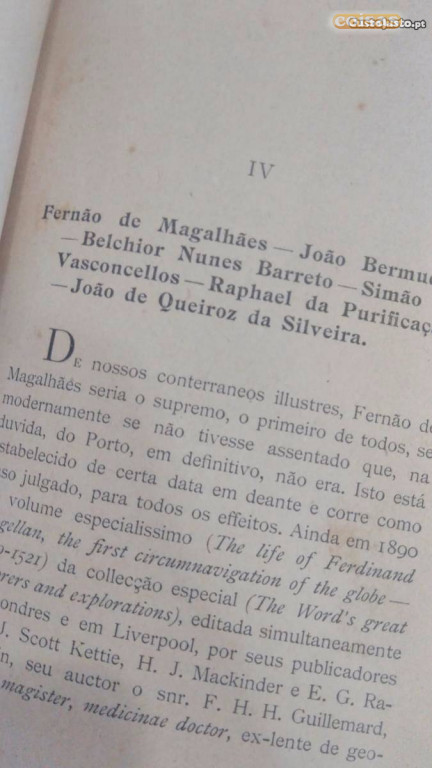 CustoJusto.pt
IV
Fernão de Magalhães — João Bermud
— Belchior Nunes Barreto — Simão
Vasconcellos — Raphael da Purificaç
— João de Queiroz da Silveira.
DE nossos conterraneos illustres, Fernão de
Magalhães seria o supremo, o primeiro de todos, se
modernamente se não tivesse assentado que, na
duvida, do Porto, em definitivo, não era. Isto está
stabelecido de certa data em deante e corre como
so julgado, para todos os effeitos. Ainda em 1890
volume especialissimo (The life of Ferdinand
gellan, the first circumnavigation of the globe —
-1521) da collecção especial (The Word's great
rers and explorations), editada simultaneamente
ondres e em Liverpool, por seus publicadores
J. Scott Kettie, H. J. Mackinder e E. G. Ra-
n, seu auctor o snr. F. H. H. Guillemard,
magister, medicinae doctor, ex-lente de geo-